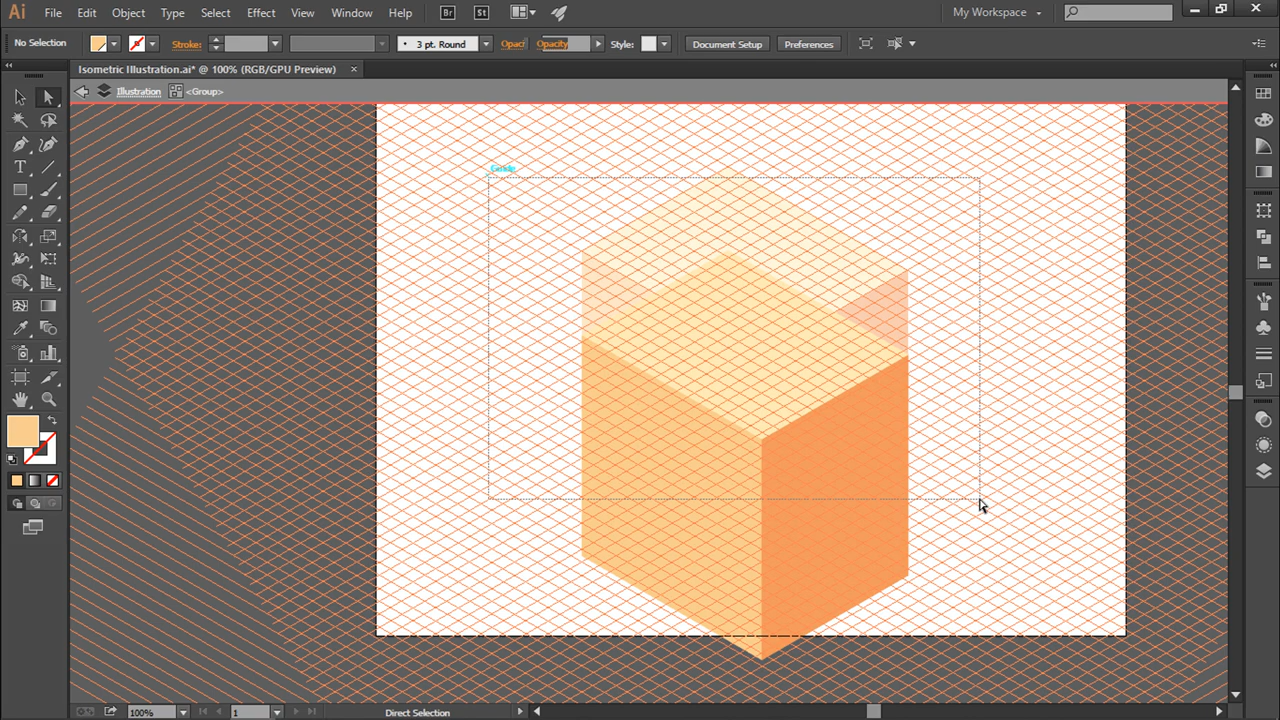 Ai File Edit Object Type Select Effect View Window Help Br St My Workspace
No Selection Stroke: 3 pt. Round Opaci Opacity Style: Document Setup Preferences
Isometric Illustration.ai* @ 100% (RGB/GPU Preview)
Illustration <Group>
Guide
T
100% 1 Direct Selection